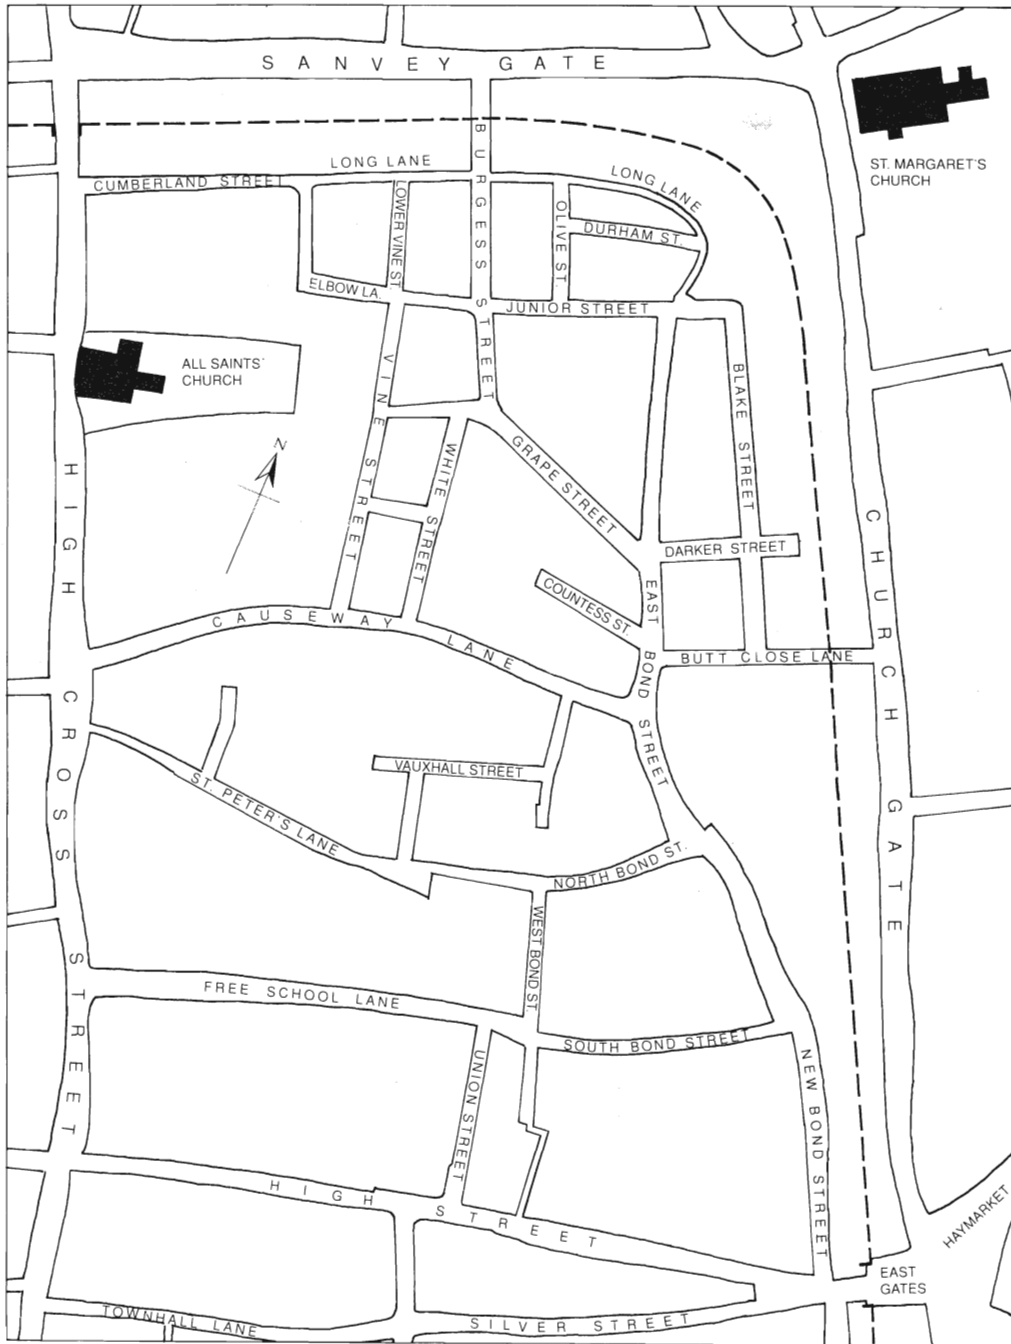 SANVEY GATE
ST. MARGARET'S
CHURCH
BURGESS STREET
LONG LANE
LONG LANE
CUMBERLAND STREET
LOWER VINE ST.
OLIVE ST.
DURHAM ST.
ELBOW LA.
JUNIOR STREET
ALL SAINTS'
CHURCH
VINE STREET
BLAKE STREET
N
WHITE STREET
GRAPE STREET
HIGH CROSS STREET
CHURCH GATE
DARKER STREET
COUNTESS ST.
EAST BOND STREET
CAUSEWAY LANE
BUTT CLOSE LANE
VAUXHALL STREET
ST. PETER'S LANE
NORTH BOND ST.
WEST BOND ST.
FREE SCHOOL LANE
SOUTH BOND STREET
UNION STREET
NEW BOND STREET
HIGH STREET
HAYMARKET
EAST
GATES
TOWNHALL LANE
SILVER STREET